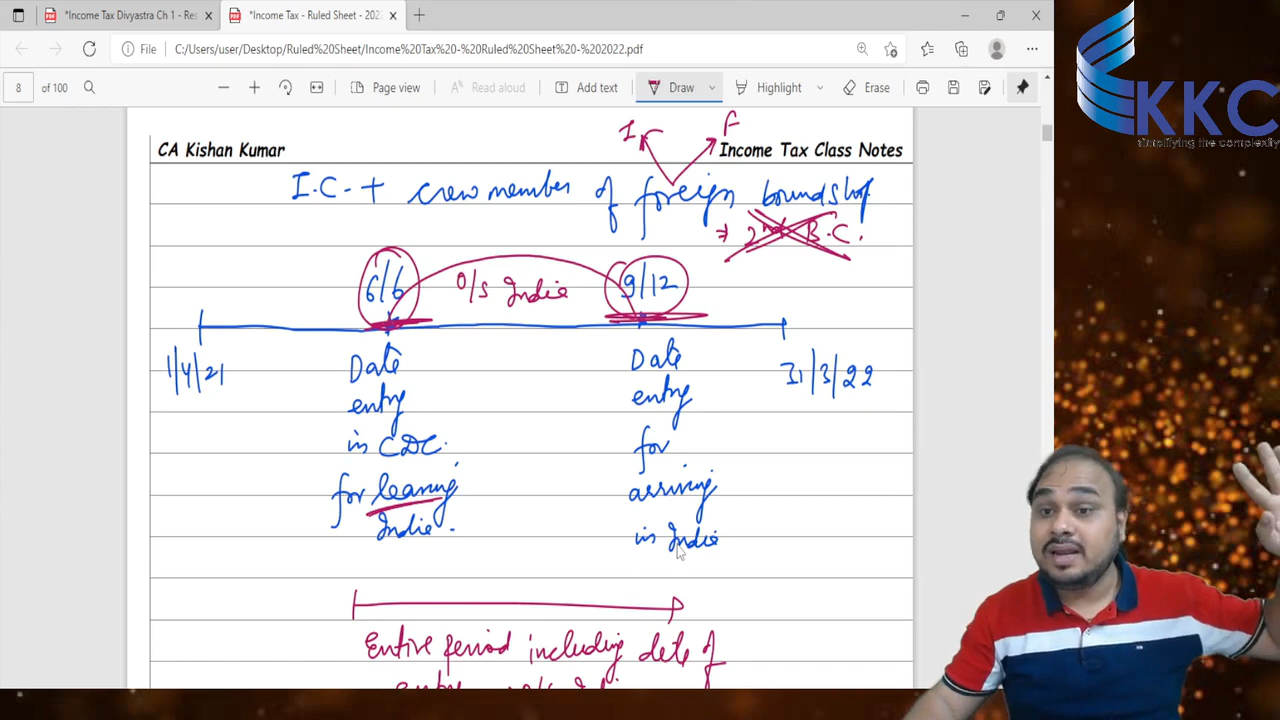 *Income Tax Divyastra Ch 1 - Res
*Income Tax - Ruled Sheet - 202
File C:/Users/user/Desktop/Ruled%20Sheet/Income%20Tax%20-%20Ruled%20Sheet%20-%202022.pdf
8 of 100 Page view Read aloud Add text Draw Highlight Erase
KKC
simplifying the complexity
I F
CA Kishan Kumar Income Tax Class Notes
I.C. + crew member of foreign bound ship
⇒ 2nd B.C.
6/6 O/S India 9/12
1/4/21 31/3/22
Date Date
entry entry
in CDC for
for leaving arriving
India. in India
Entire period including date of
entry